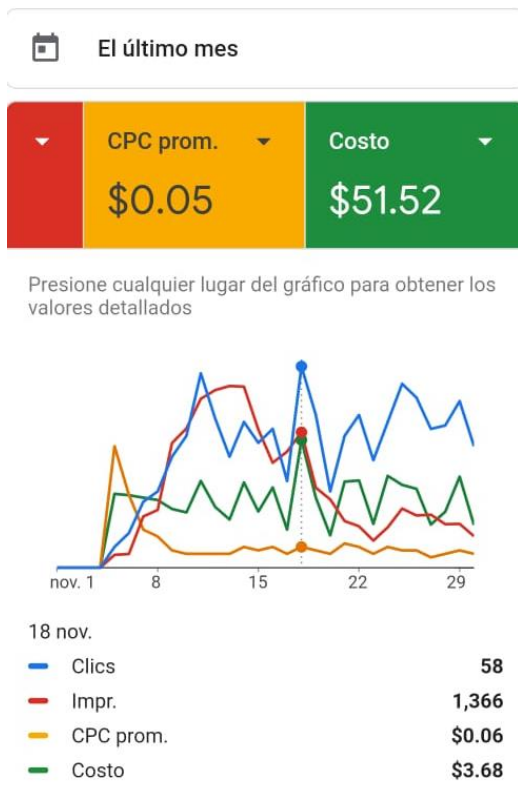 El último mes
CPC prom. Costo
$0.05 $51.52
Presione cualquier lugar del gráfico para obtener los
valores detallados
nov. 1 8 15 22 29
18 nov.
Clics 58
Impr. 1,366
CPC prom. $0.06
Costo $3.68